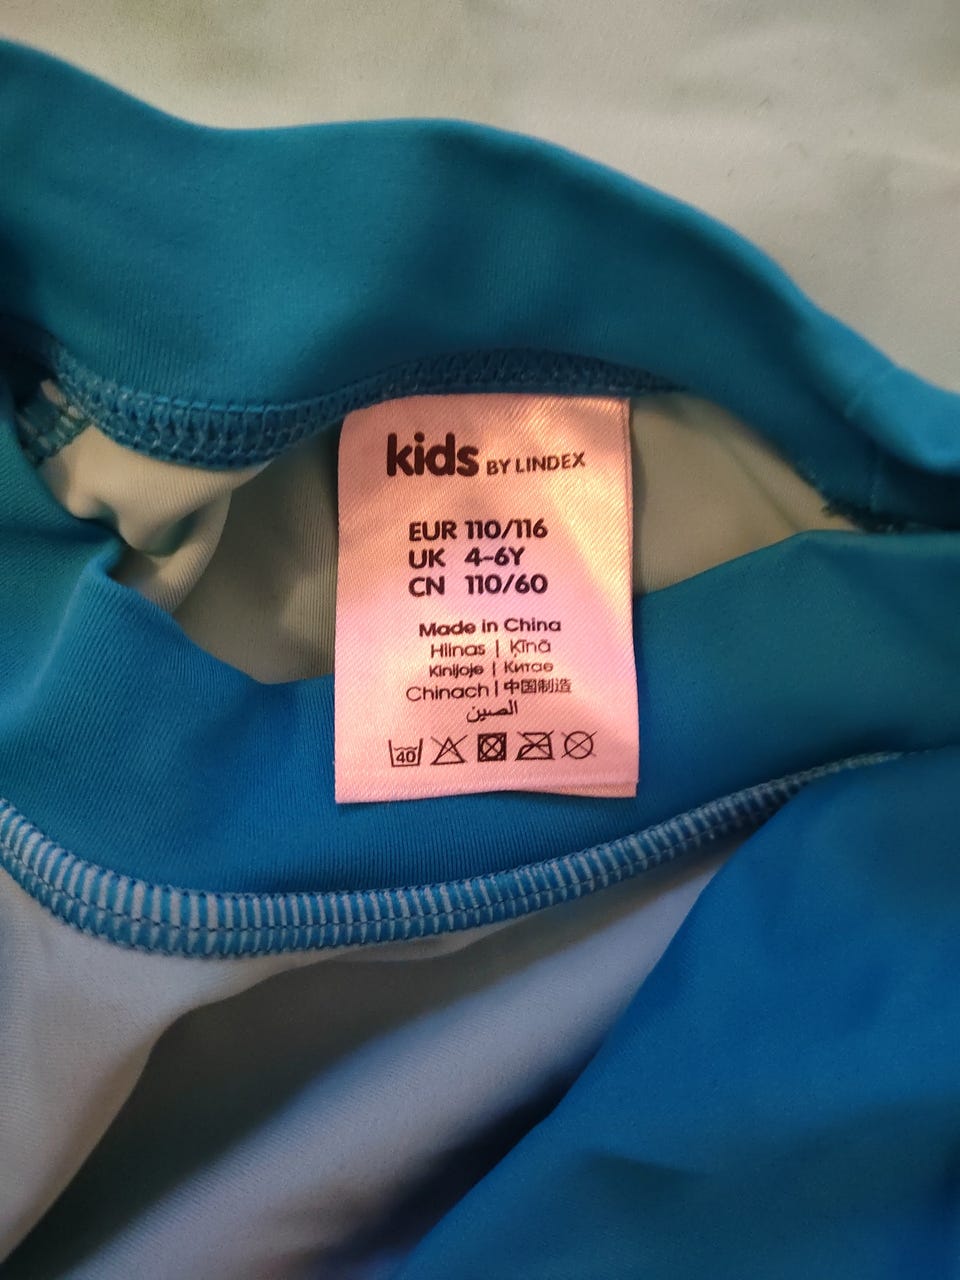 kids BY LINDEX
EUR 110/116
UK 4-6Y
CN 110/60
Made in China
Hiinas | Ķīnā
Kinijoje | Китае
Chinach | 中国制造
الصين
40